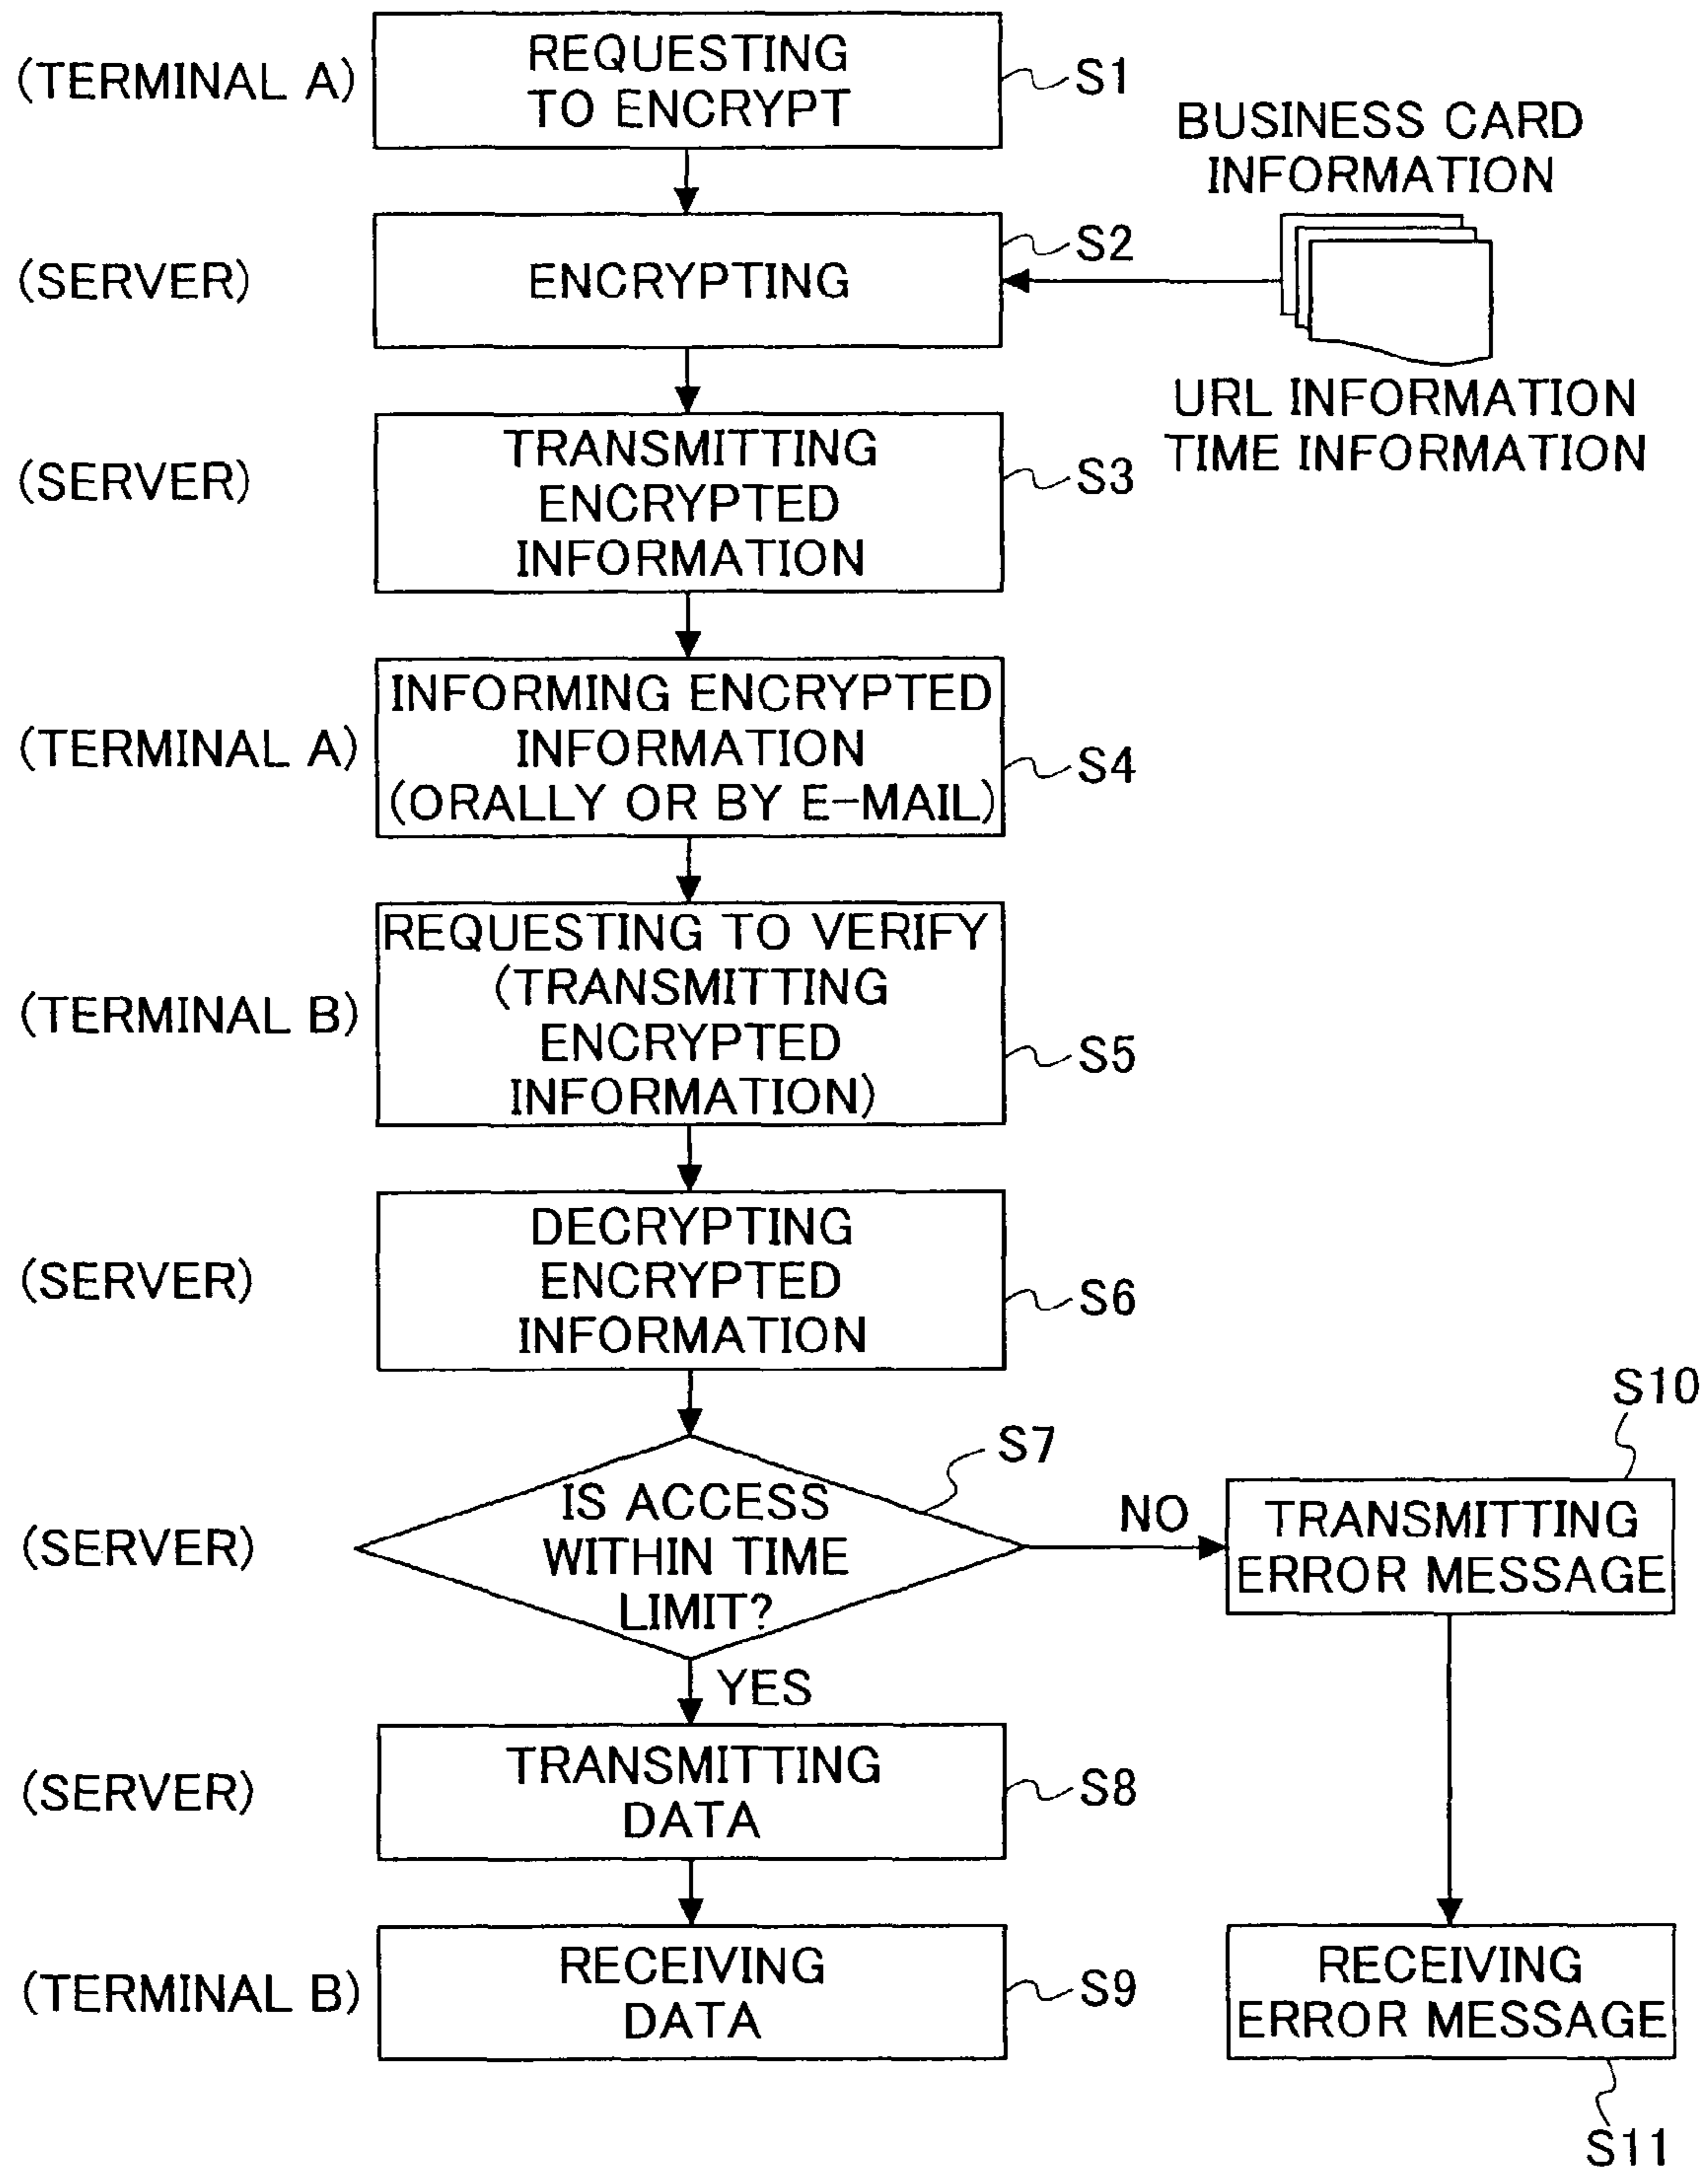 (TERMINAL A)
REQUESTING
TO ENCRYPT
S1
BUSINESS CARD
INFORMATION
(SERVER)
ENCRYPTING
S2
URL INFORMATION
TIME INFORMATION
(SERVER)
TRANSMITTING
ENCRYPTED
INFORMATION
S3
(TERMINAL A)
INFORMING ENCRYPTED
INFORMATION
(ORALLY OR BY E-MAIL)
S4
(TERMINAL B)
REQUESTING TO VERIFY
(TRANSMITTING
ENCRYPTED
INFORMATION)
S5
(SERVER)
DECRYPTING
ENCRYPTED
INFORMATION
S6
(SERVER)
IS ACCESS
WITHIN TIME
LIMIT?
S7
NO
S10
TRANSMITTING
ERROR MESSAGE
YES
(SERVER)
TRANSMITTING
DATA
S8
(TERMINAL B)
RECEIVING
DATA
S9
RECEIVING
ERROR MESSAGE
S11